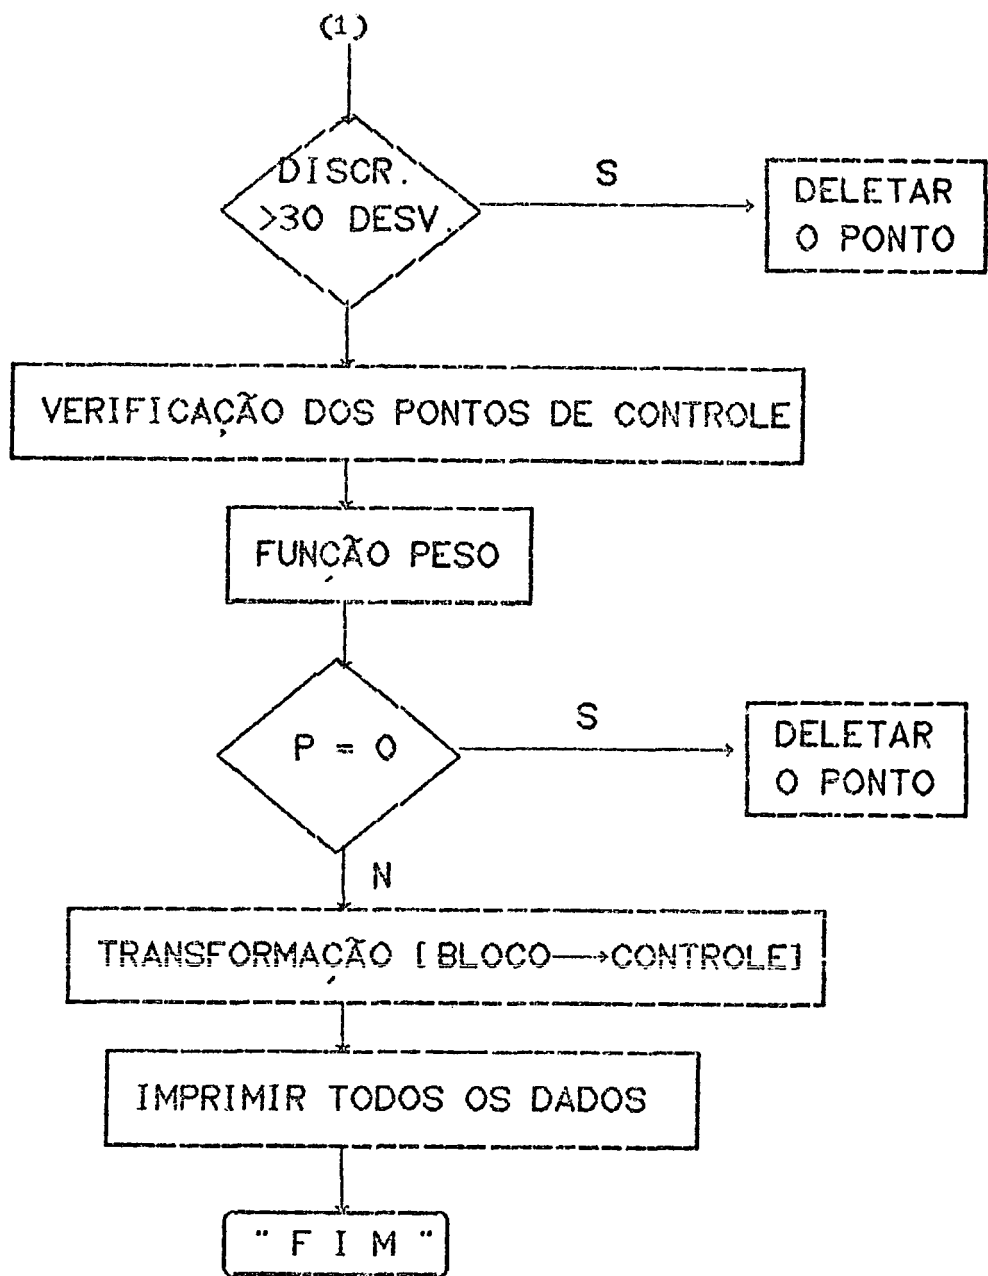 (1)
DISCR.
>30 DESV.
S
DELETAR
O PONTO
VERIFICAÇÃO DOS PONTOS DE CONTROLE
FUNÇÃO PESO
P = 0
S
DELETAR
O PONTO
N
TRANSFORMAÇÃO [BLOCO→CONTROLE]
IMPRIMIR TODOS OS DADOS
" F I M "